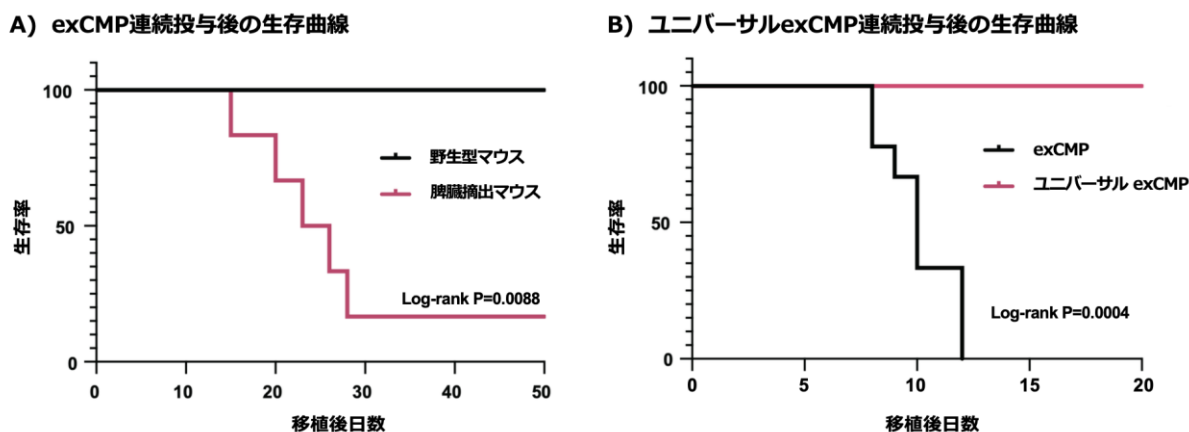 A) exCMP連続投与後の生存曲線
100
50
0
生存率
野生型マウス
脾臓摘出マウス
Log-rank P=0.0088
0 10 20 30 40 50
移植後日数
B) ユニバーサルexCMP連続投与後の生存曲線
100
50
0
生存率
exCMP
ユニバーサル exCMP
Log-rank P=0.0004
0 5 10 15 20
移植後日数